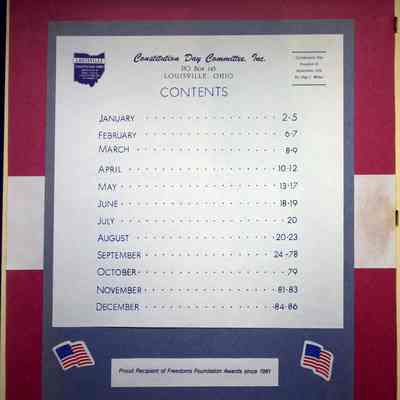 LOUISVILLE
Constitution Day Committee, Inc.
PO Box
LOUISVILLE, OHIO
CONTENTS
JANUARY 2-5
FEBRUARY 6-7
MARCH 8-9
APRIL 10-12
MAY 13-17
JUNE 18-19
JULY 20
AUGUST 20-23
SEPTEMBER 24-78
OCTOBER 79
NOVEMBER 81-83
DECEMBER 84-86
Proud Recipient of Freedoms Foundation Awards since 1961